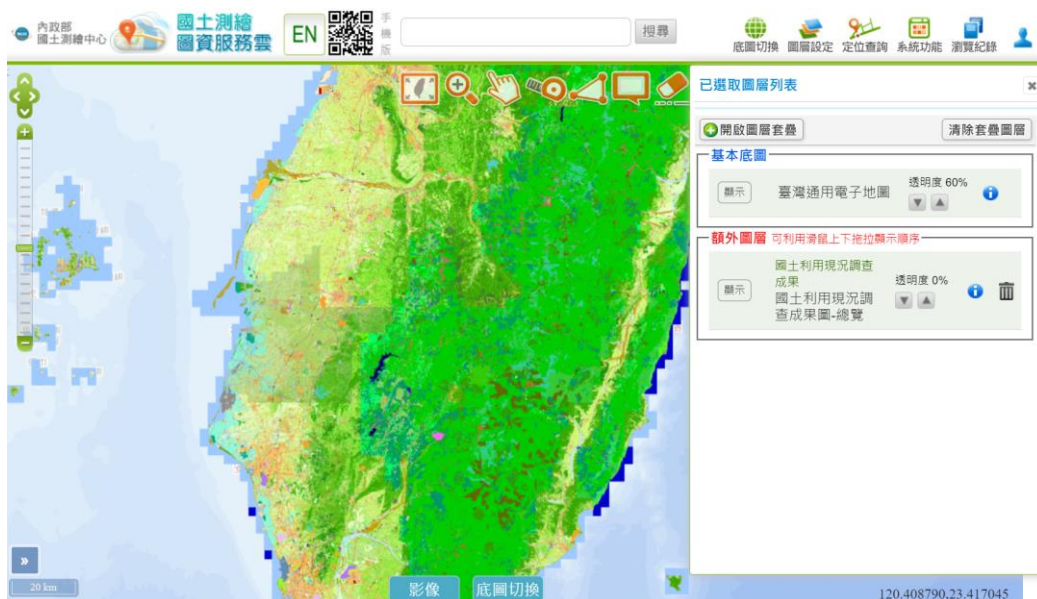 內政部
國土測繪中心
國土測繪
圖資服務雲
EN
手機版
搜尋
底圖切換
圖層設定
定位查詢
系統功能
瀏覽紀錄
已選取圖層列表
開啟圖層套疊
清除套疊圖層
基本底圖
顯示
臺灣通用電子地圖
透明度 60%
額外圖層 可利用滑鼠上下拖拉顯示順序
顯示
國土利用現況調查
成果
國土利用現況調
查成果圖-總覽
透明度 0%
»
20 km
影像
底圖切換
120.408790,23.417045